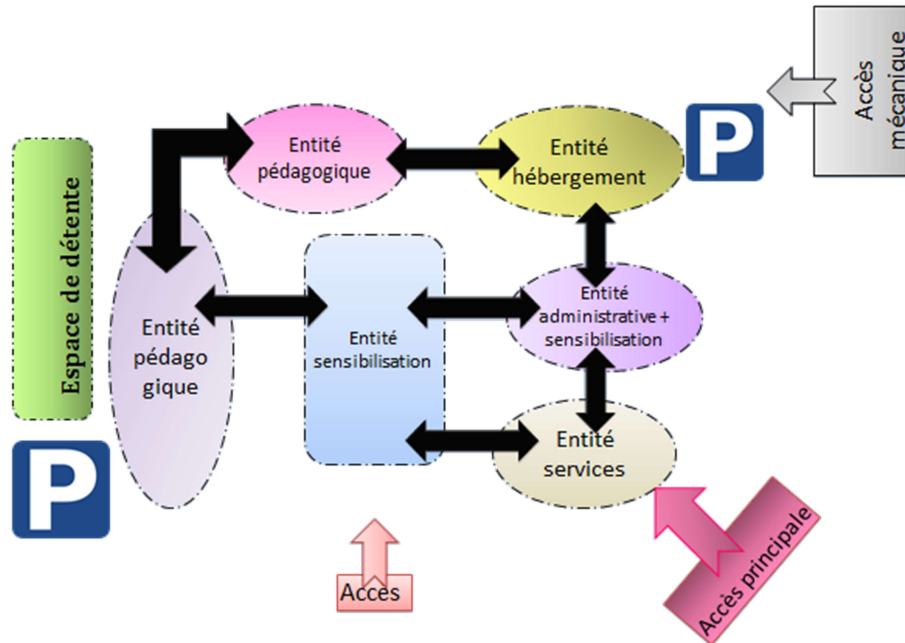 Accès
mécanique
P
Entité
pédagogique
Entité
hébergement
Espace de détente
Entité
pédago
gique
Entité
sensibilisation
Entité
administrative+
sensibilisation
Entité
services
P
Accès
Accès principale